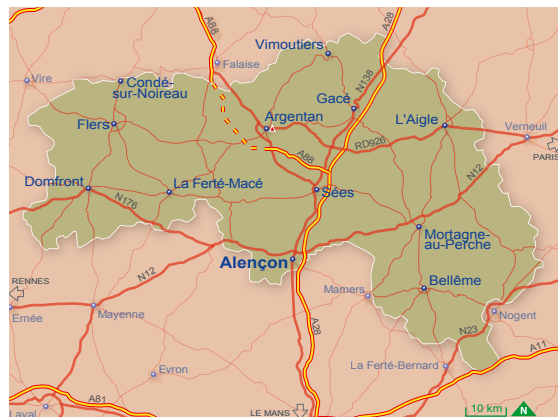 A88
A28
Vimoutiers
Falaise
Vire
Condé-
sur-Noireau
N138
Gacé
Flers
Argentan
L'Aigle
Verneuil
RD926
A88
PARIS
N12
Domfront
La Ferté-Macé
Sées
N176
Mortagne-
au-Perche
Alençon
RENNES
N12
Bellême
Mamers
Ernée
Mayenne
Nogent
A28
N23
A11
La Ferté-Bernard
Evron
A81
Laval
LE MANS
10 km
N